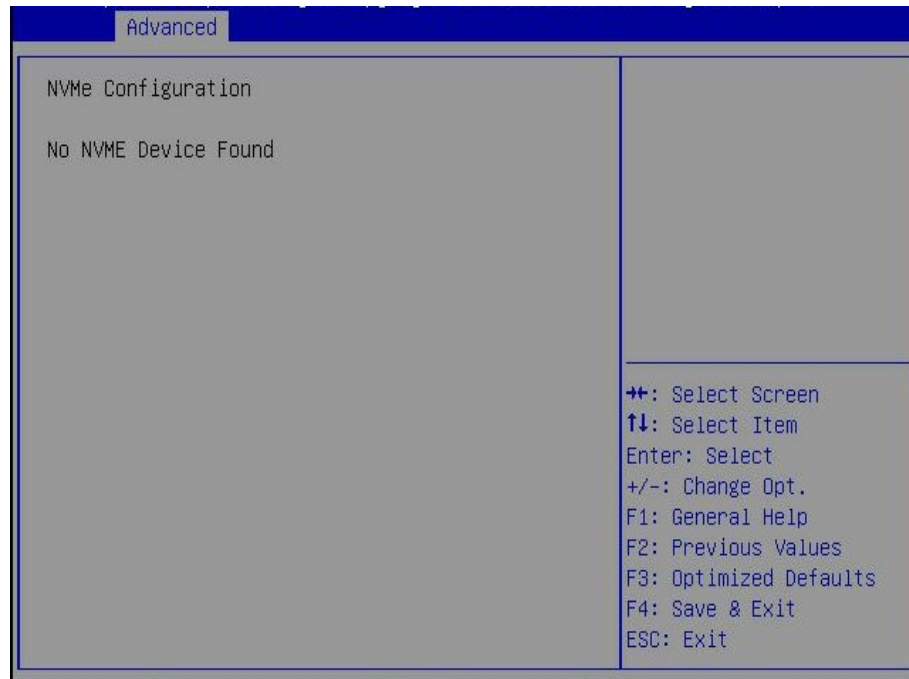 Advanced
NVMe Configuration
No NVME Device Found
→←: Select Screen
↑↓: Select Item
Enter: Select
+/-: Change Opt.
F1: General Help
F2: Previous Values
F3: Optimized Defaults
F4: Save & Exit
ESC: Exit